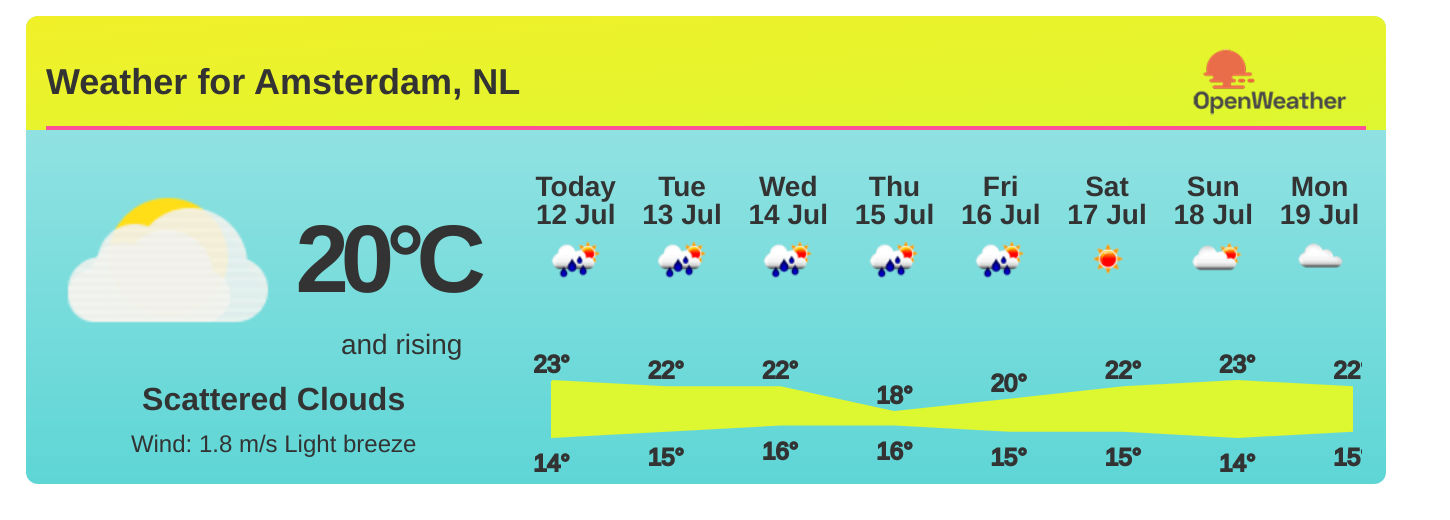 Weather for Amsterdam, NL
OpenWeather
20°C
and rising
Scattered Clouds
Wind: 1.8 m/s Light breeze
Today Tue Wed Thu Fri Sat Sun Mon
12 Jul 13 Jul 14 Jul 15 Jul 16 Jul 17 Jul 18 Jul 19 Jul
23° 22° 22° 18° 20° 22° 23° 22°
14° 15° 16° 16° 15° 15° 14° 15°